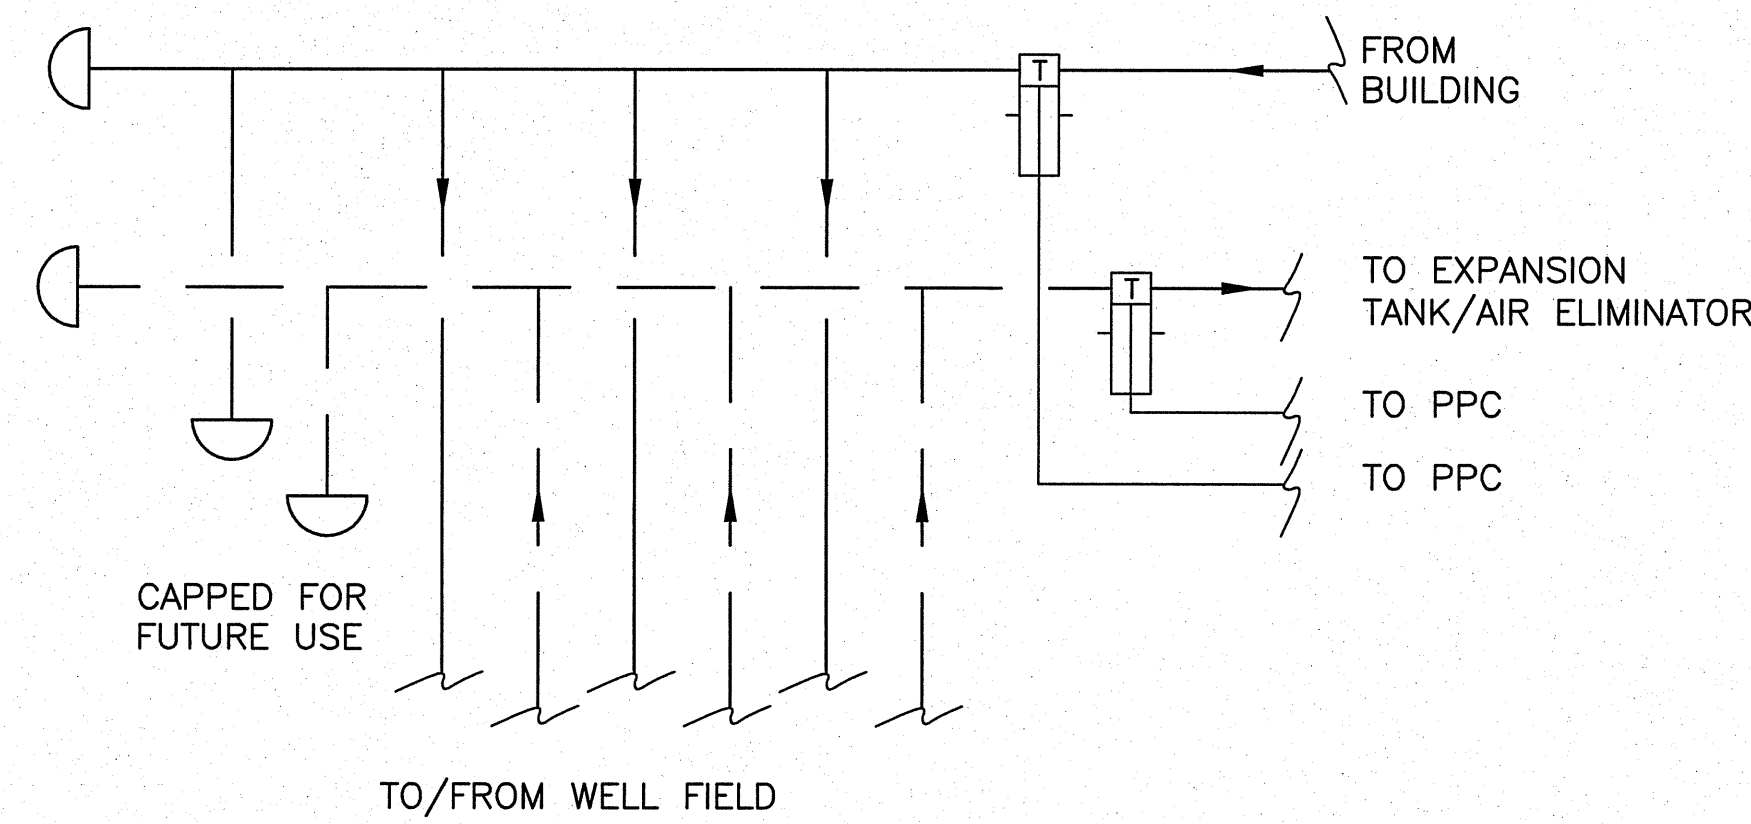 T
FROM
BUILDING
T
TO EXPANSION
TANK/AIR ELIMINATOR
TO PPC
TO PPC
CAPPED FOR
FUTURE USE
TO/FROM WELL FIELD